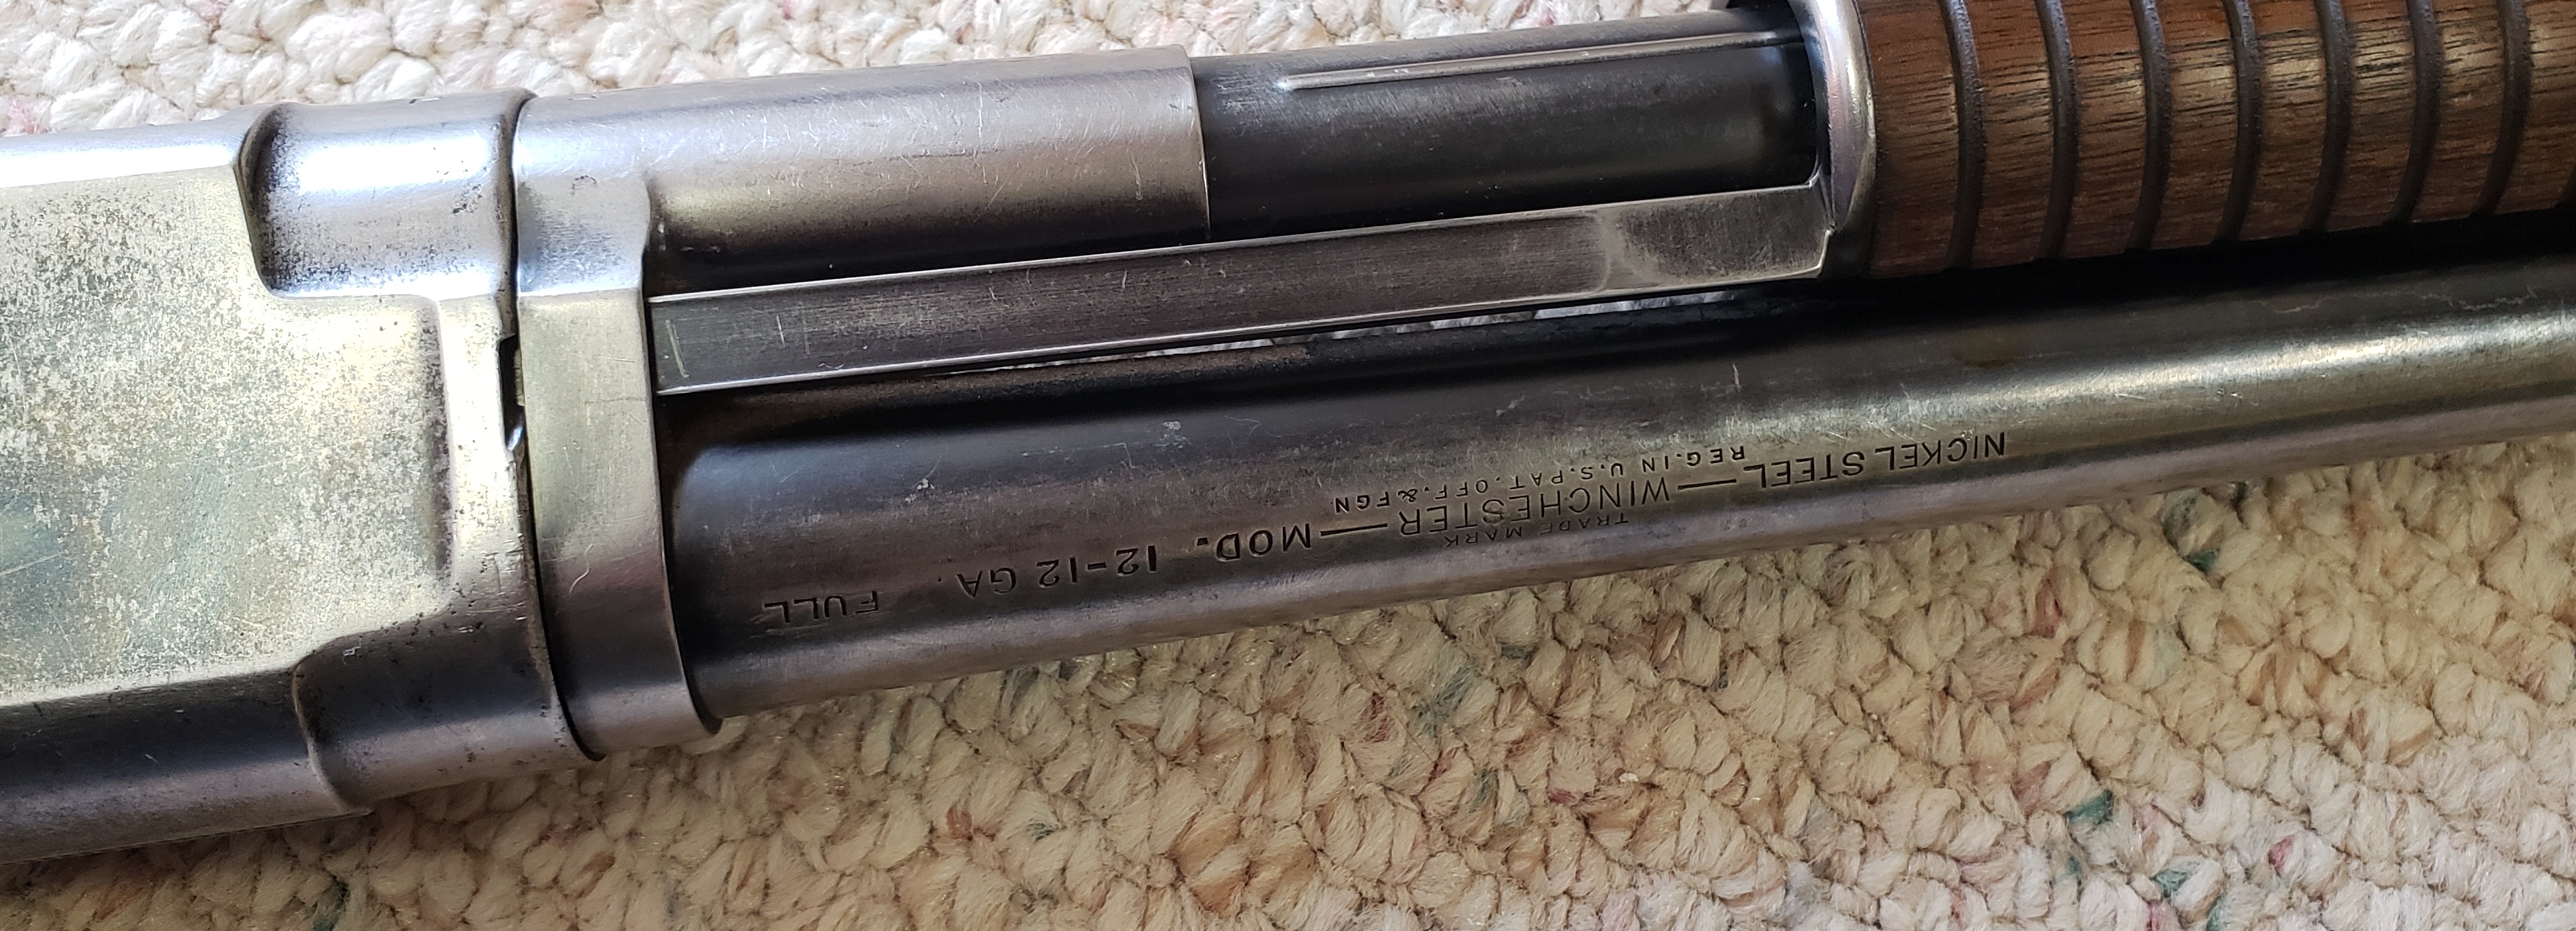 NICKEL STEEL—WINCHESTER—MOD. 12-12 GA. FULL
TRADE MARK
REG. IN U.S. PAT. OFF. & FGN